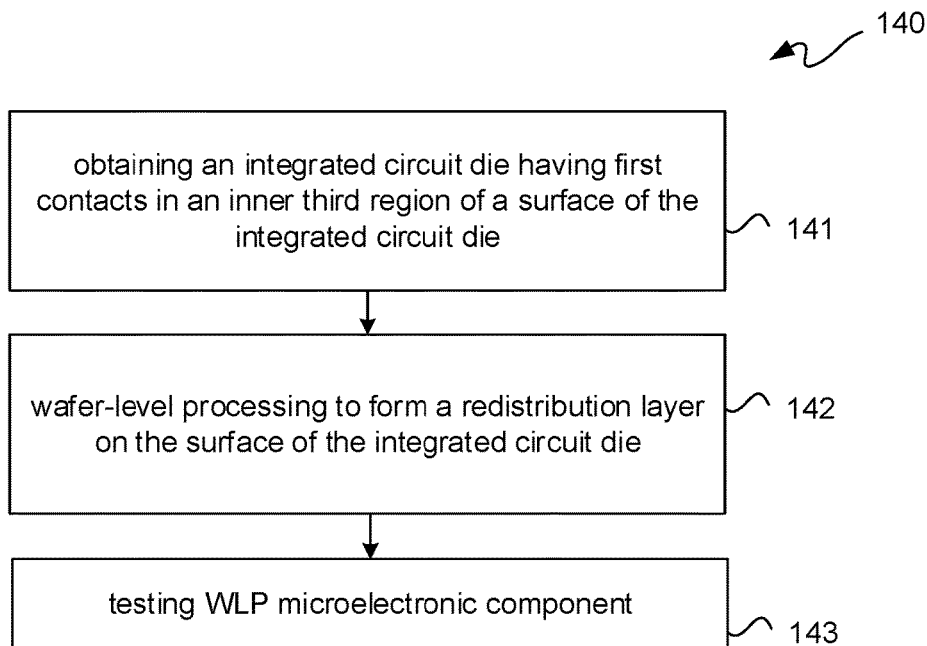 140
obtaining an integrated circuit die having first
contacts in an inner third region of a surface of the
integrated circuit die
141
wafer-level processing to form a redistribution layer
on the surface of the integrated circuit die
142
testing WLP microelectronic component
143